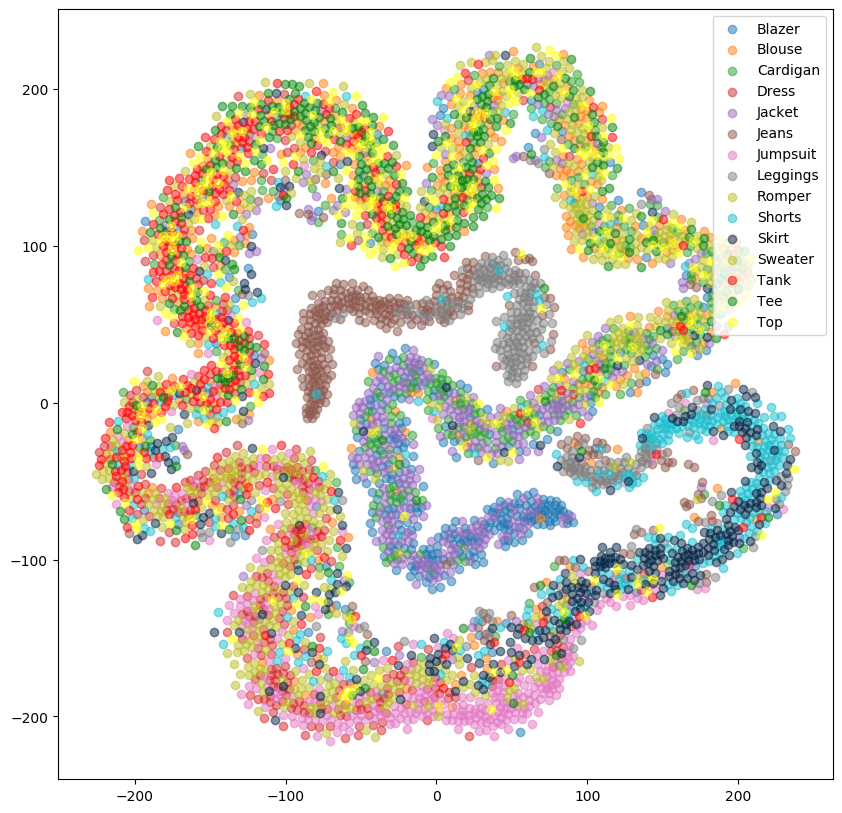 Blazer
Blouse
Cardigan
Dress
Jacket
Jeans
Jumpsuit
Leggings
Romper
Shorts
Skirt
Sweater
Tank
Tee
Top
200
100
0
−100
−200
−200
−100
0
100
200